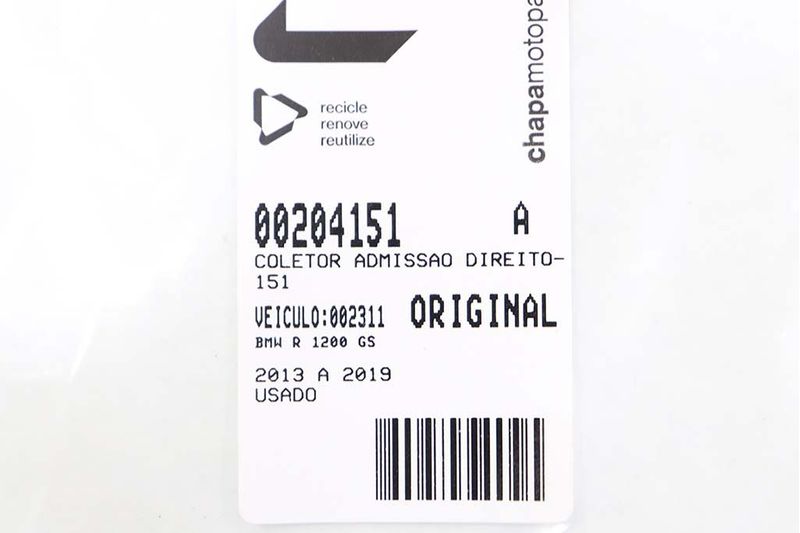 chapamotopa
recicle
renove
reutilize
00204151 A
COLETOR ADMISSAO DIREITO-
151
VEICULO:002311 ORIGINAL
BMW R 1200 GS
2013 A 2019
USADO